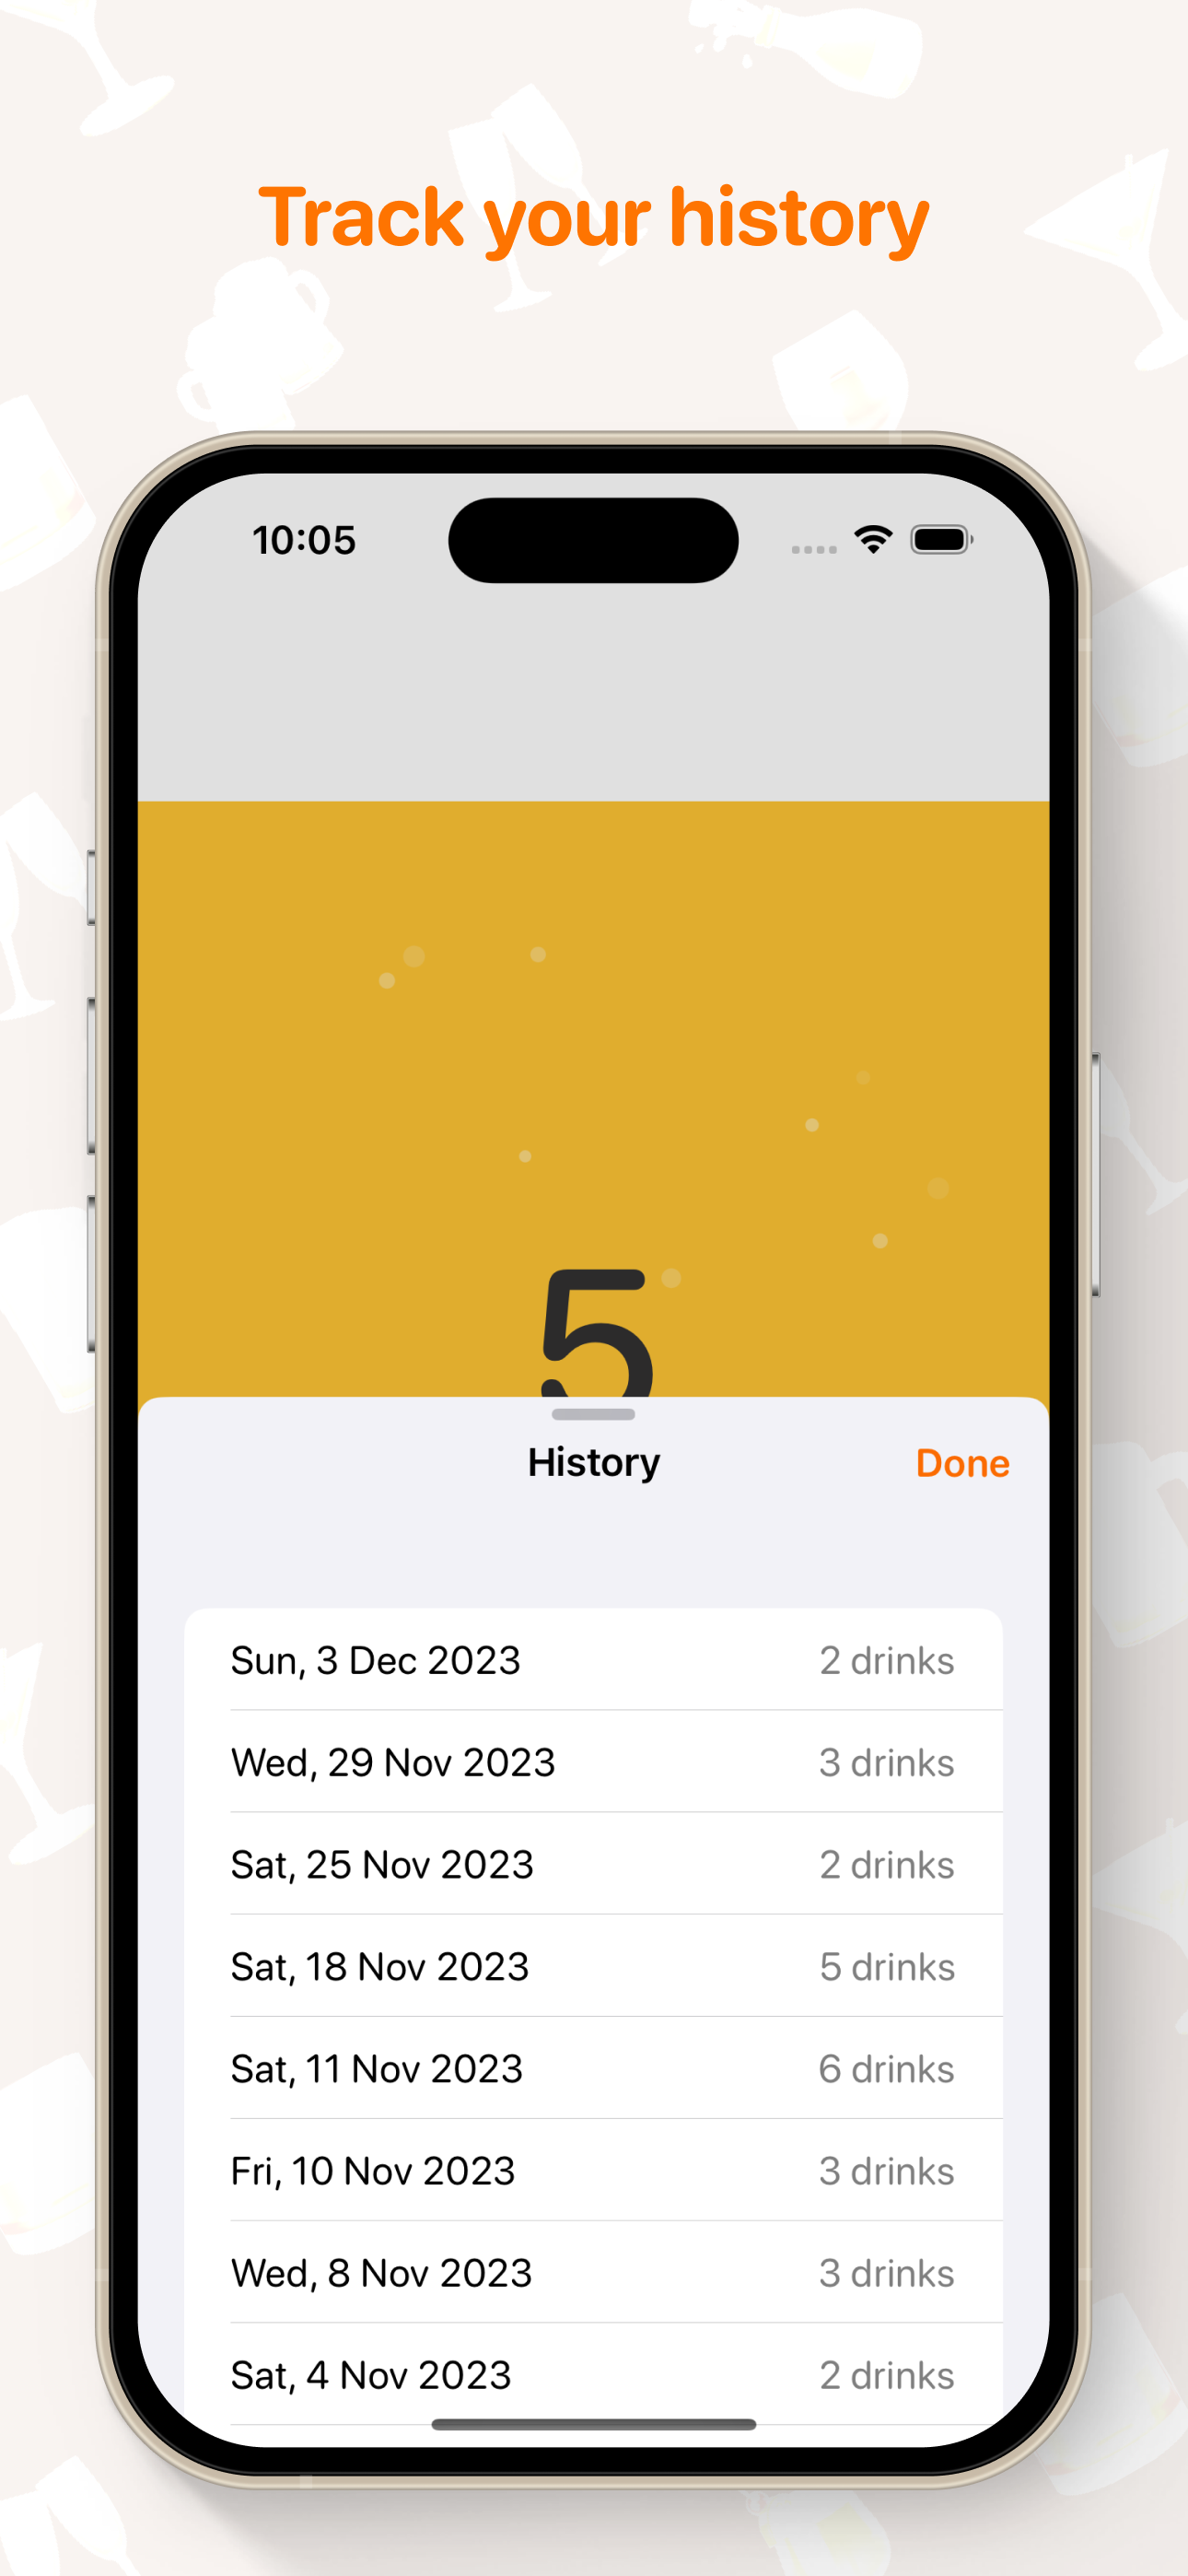 Track your history
10:05
5
History
Done
Sun, 3 Dec 2023 2 drinks
Wed, 29 Nov 2023 3 drinks
Sat, 25 Nov 2023 2 drinks
Sat, 18 Nov 2023 5 drinks
Sat, 11 Nov 2023 6 drinks
Fri, 10 Nov 2023 3 drinks
Wed, 8 Nov 2023 3 drinks
Sat, 4 Nov 2023 2 drinks